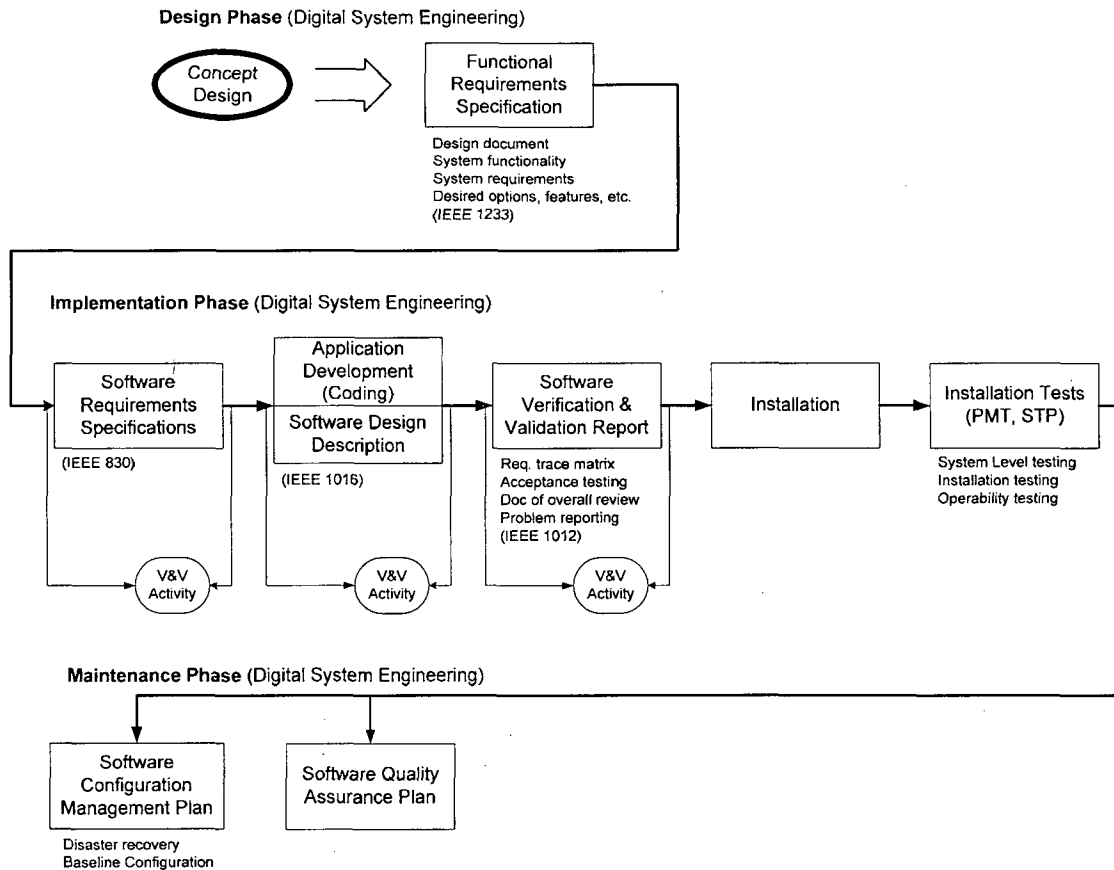 Design Phase (Digital System Engineering)
Concept
Design
Functional
Requirements
Specification
Design document
System functionality
System requirements
Desired options, features, etc.
(IEEE 1233)
Implementation Phase (Digital System Engineering)
Software
Requirements
Specifications
(IEEE 830)
V&V
Activity
Application
Development
(Coding)
Software Design
Description
(IEEE 1016)
V&V
Activity
Software
Verification &
Validation Report
Req. trace matrix
Acceptance testing
Doc of overall review
Problem reporting
(IEEE 1012)
V&V
Activity
Installation
Installation Tests
(PMT, STP)
System Level testing
Installation testing
Operability testing
Maintenance Phase (Digital System Engineering)
Software
Configuration
Management Plan
Disaster recovery
Baseline Configuration
Software Quality
Assurance Plan